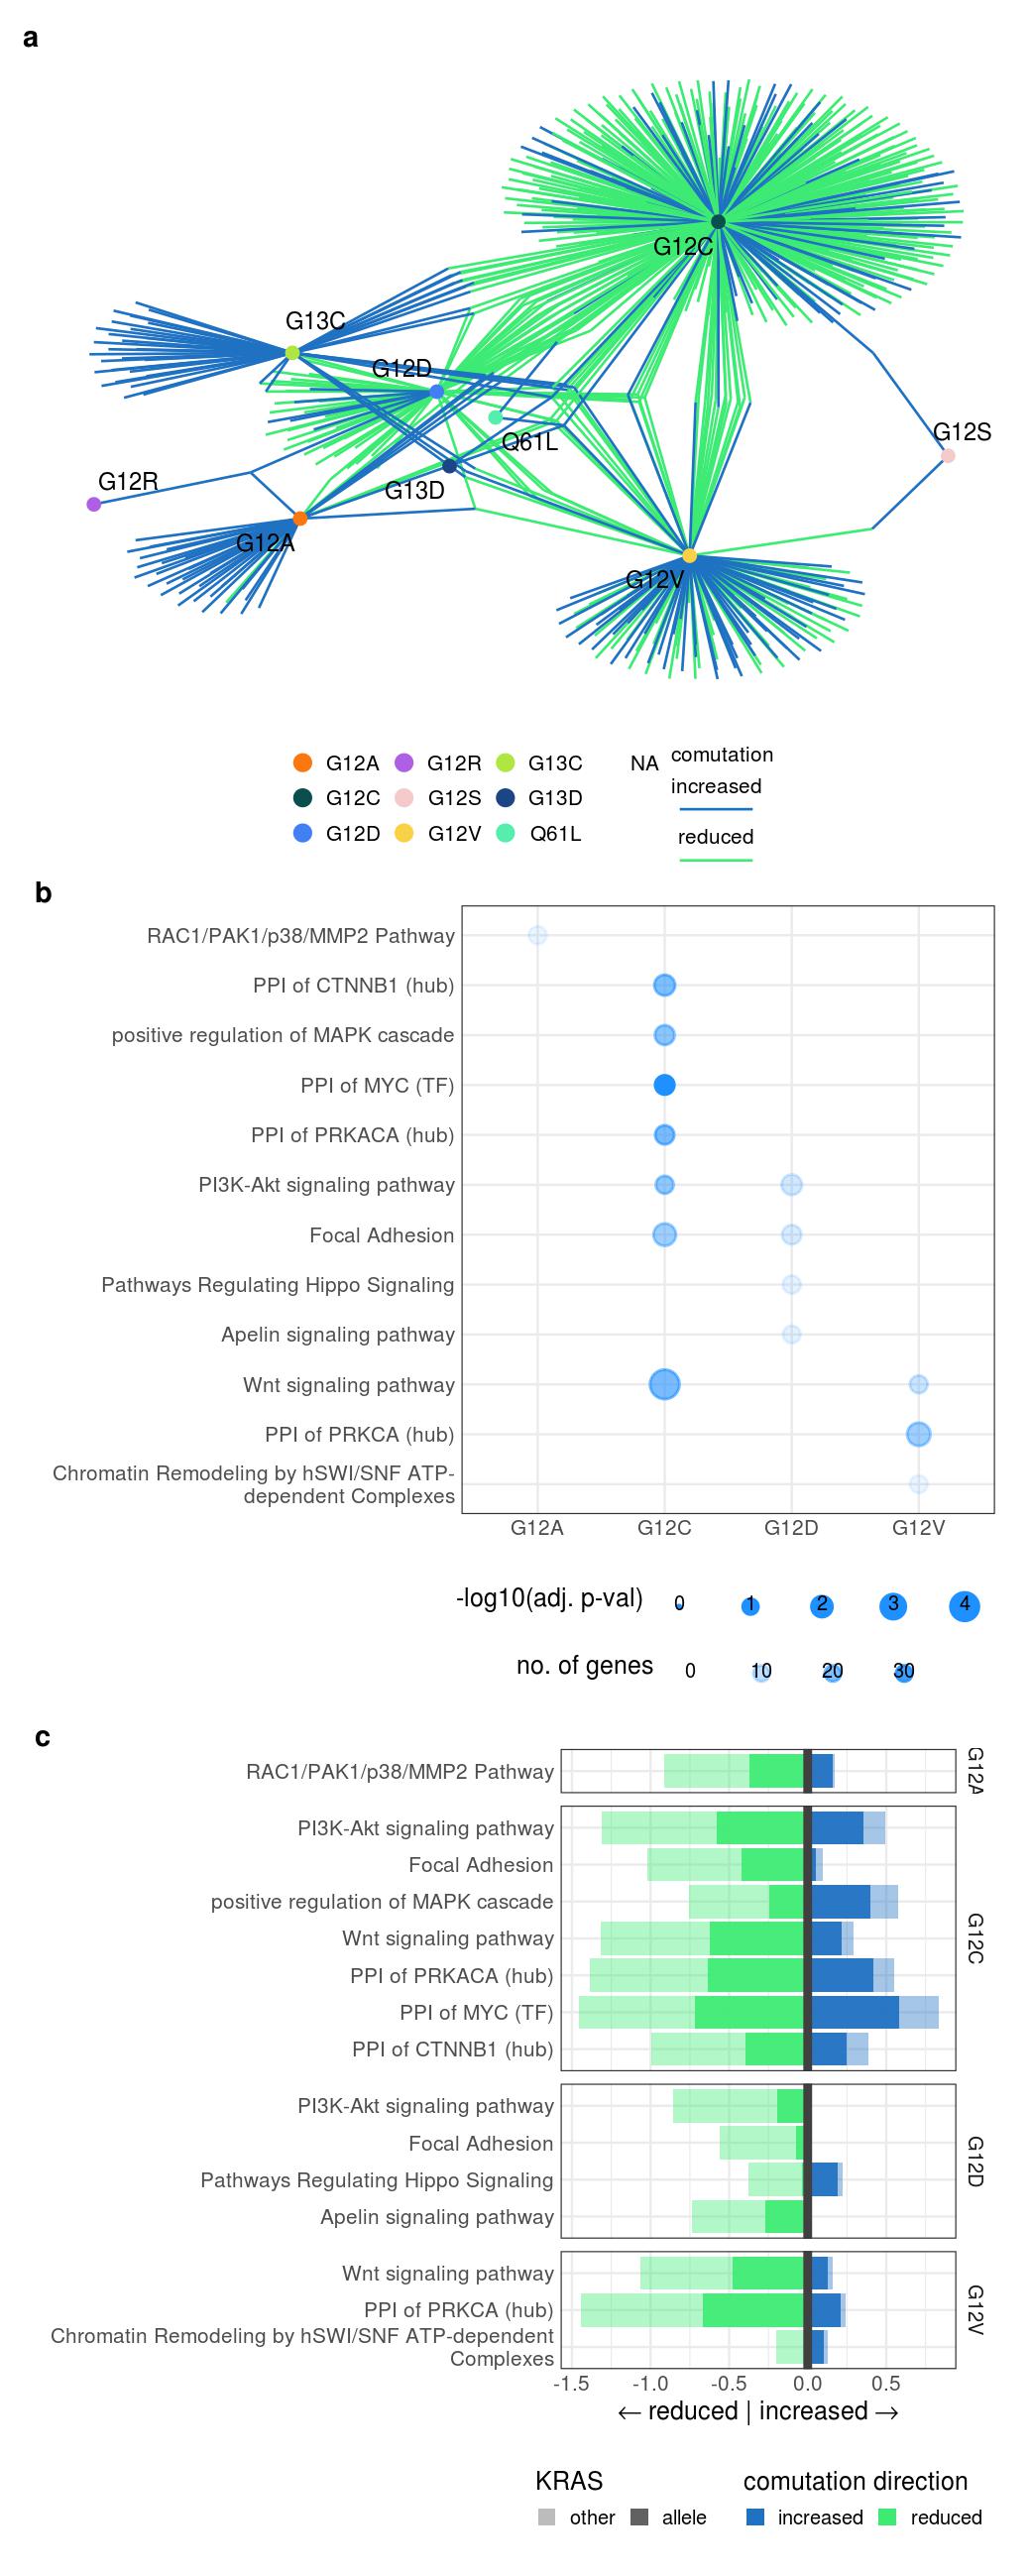 a
G12C
G13C
G12D
Q61L
G12S
G12R
G13D
G12A
G12V
G12A G12R G13C NA comutation
increased
G12C G12S G13D
G12D G12V Q61L reduced
b
RAC1/PAK1/p38/MMP2 Pathway
PPI of CTNNB1 (hub)
positive regulation of MAPK cascade
PPI of MYC (TF)
PPI of PRKACA (hub)
PI3K-Akt signaling pathway
Focal Adhesion
Pathways Regulating Hippo Signaling
Apelin signaling pathway
Wnt signaling pathway
PPI of PRKCA (hub)
Chromatin Remodeling by hSWI/SNF ATP-
dependent Complexes
G12A G12C G12D G12V
-log10(adj. p-val) 0 1 2 3 4
no. of genes 0 10 20 30
c
RAC1/PAK1/p38/MMP2 Pathway
G12A
PI3K-Akt signaling pathway
Focal Adhesion
positive regulation of MAPK cascade
Wnt signaling pathway
PPI of PRKACA (hub)
PPI of MYC (TF)
PPI of CTNNB1 (hub)
G12C
PI3K-Akt signaling pathway
Focal Adhesion
Pathways Regulating Hippo Signaling
Apelin signaling pathway
G12D
Wnt signaling pathway
PPI of PRKCA (hub)
Chromatin Remodeling by hSWI/SNF ATP-dependent
Complexes
G12V
-1.5 -1.0 -0.5 0.0 0.5
← reduced | increased →
KRAS comutation direction
other allele increased reduced